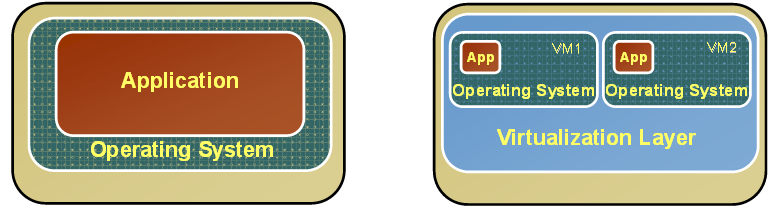 Application
Operating System
App
VM1
Operating System
App
VM2
Operating System
Virtualization Layer